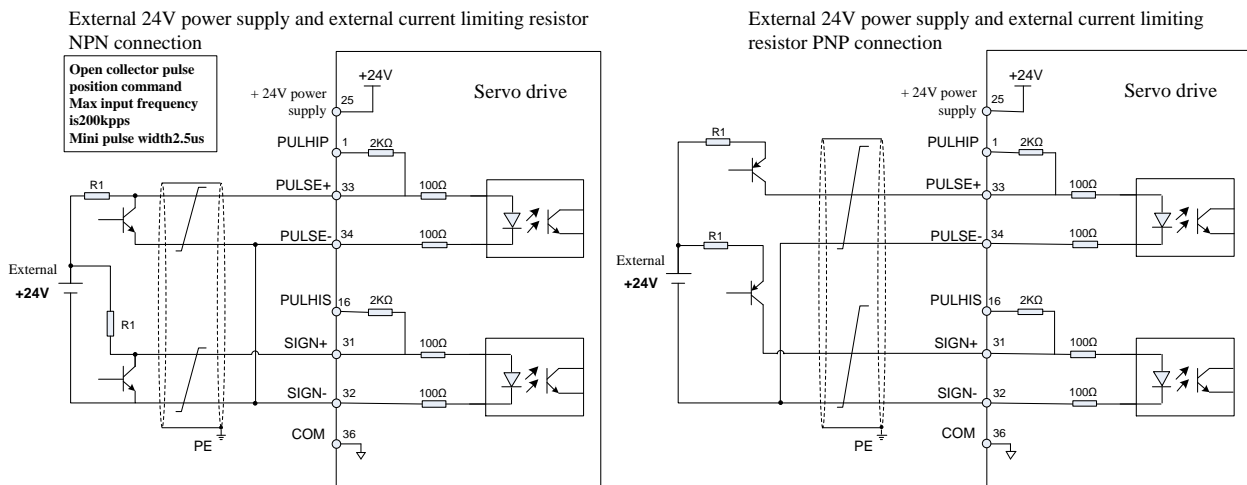 External 24V power supply and external current limiting resistor
NPN connection
Open collector pulse
position command
Max input frequency
is200kpps
Mini pulse width2.5us
+ 24V power
supply
25
+24V
Servo drive
PULHIP
1
2KΩ
R1
PULSE+
33
100Ω
PULSE-
34
100Ω
External
+24V
PULHIS
16
2KΩ
R1
SIGN+
31
100Ω
SIGN-
32
100Ω
COM
36
PE
External 24V power supply and external current limiting
resistor PNP connection
+ 24V power
supply
25
+24V
Servo drive
R1
PULHIP
1
2KΩ
PULSE+
33
100Ω
R1
PULSE-
34
100Ω
External
+24V
PULHIS
16
2KΩ
SIGN+
31
100Ω
SIGN-
32
100Ω
COM
36
PE